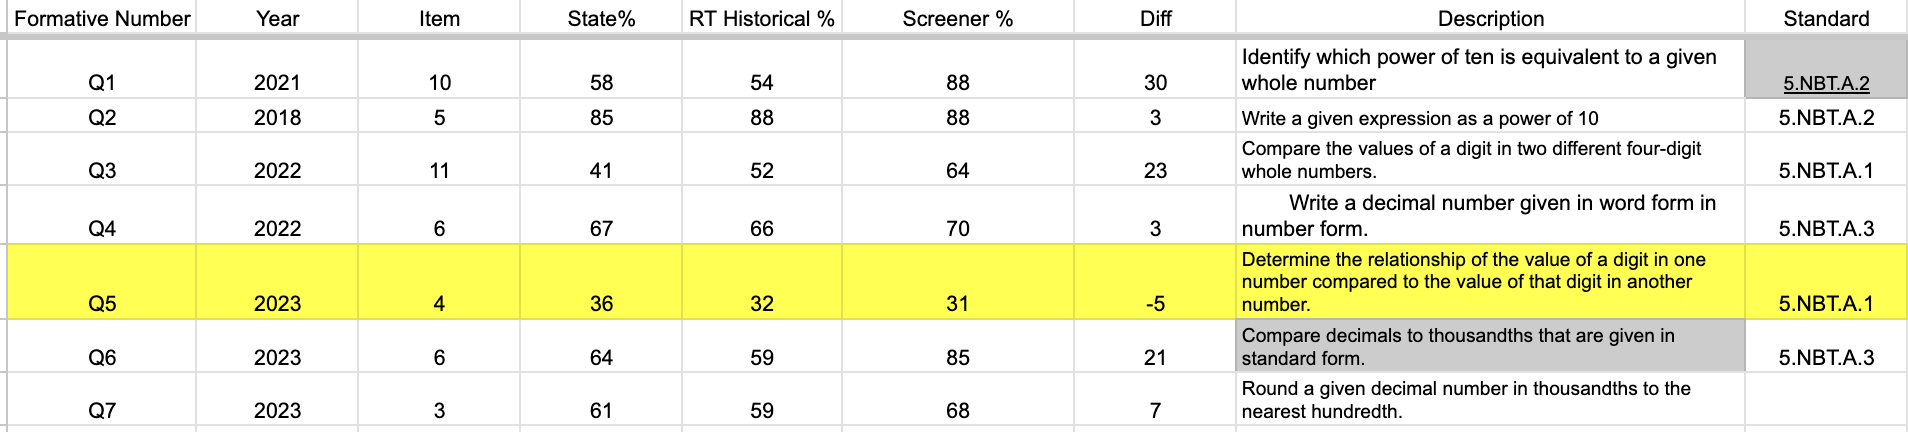 Formative Number Year Item State% RT Historical % Screener % Diff Description Standard
Identify which power of ten is equivalent to a given
Q1 2021 10 58 54 88 30 whole number 5.NBT.A.2
Q2 2018 5 85 88 88 3 Write a given expression as a power of 10 5.NBT.A.2
Compare the values of a digit in two different four-digit
Q3 2022 11 41 52 64 23 whole numbers. 5.NBT.A.1
Write a decimal number given in word form in
Q4 2022 6 67 66 70 3 number form. 5.NBT.A.3
Determine the relationship of the value of a digit in one
number compared to the value of that digit in another
Q5 2023 4 36 32 31 -5 number. 5.NBT.A.1
Compare decimals to thousandths that are given in
Q6 2023 6 64 59 85 21 standard form. 5.NBT.A.3
Round a given decimal number in thousandths to the
Q7 2023 3 61 59 68 7 nearest hundredth.